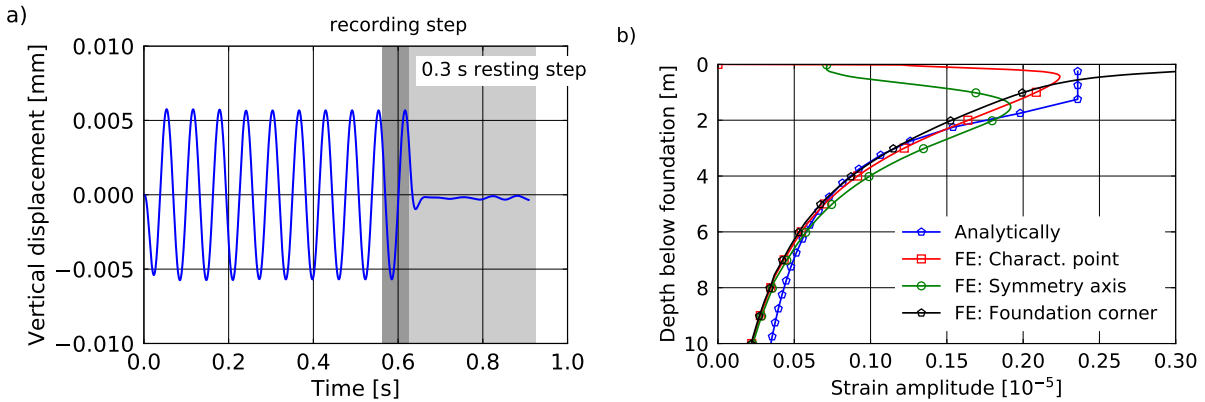 a)
recording step
0.3 s resting step
Vertical displacement [mm]
0.010
0.005
0.000
−0.005
−0.010
0.0 0.2 0.4 0.6 0.8 1.0
Time [s]
b)
Depth below foundation [m]
0
2
4
6
8
10
Analytically
FE: Charact. point
FE: Symmetry axis
FE: Foundation corner
0.00 0.05 0.10 0.15 0.20 0.25 0.30
Strain amplitude [10⁻⁵]